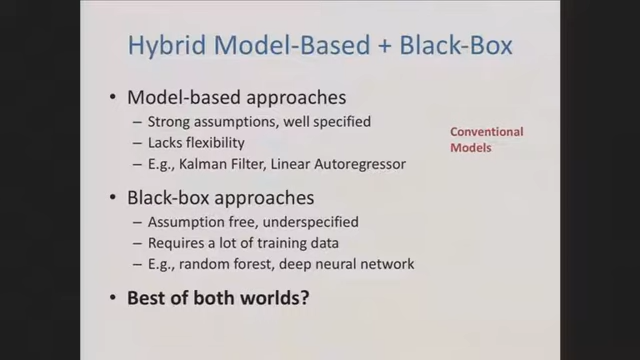 Hybrid Model-Based + Black-Box
• Model-based approaches
– Strong assumptions, well specified
– Lacks flexibility
– E.g., Kalman Filter, Linear Autoregressor
Conventional
Models
• Black-box approaches
– Assumption free, underspecified
– Requires a lot of training data
– E.g., random forest, deep neural network
• Best of both worlds?